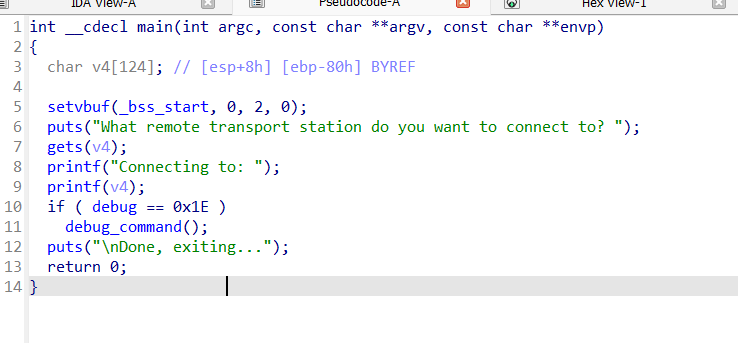 IDA View-A Pseudocode-A Hex View-1
1 int __cdecl main(int argc, const char **argv, const char **envp)
2 {
3 char v4[124]; // [esp+8h] [ebp-80h] BYREF
4
5 setvbuf(_bss_start, 0, 2, 0);
6 puts("What remote transport station do you want to connect to? ");
7 gets(v4);
8 printf("Connecting to: ");
9 printf(v4);
10 if ( debug == 0x1E )
11 debug_command();
12 puts("\nDone, exiting...");
13 return 0;
14 }